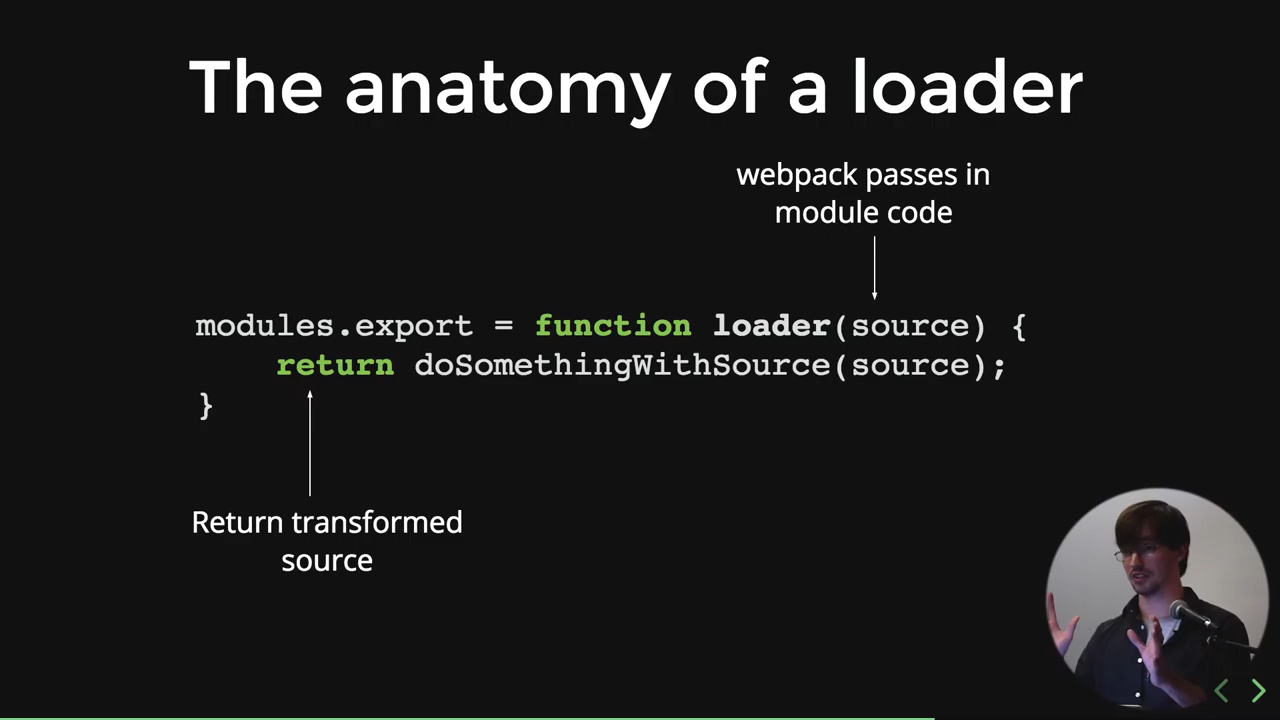 The anatomy of a loader
webpack passes in
module code
modules.export = function loader(source) {
    return doSomethingWithSource(source);
}
Return transformed
source